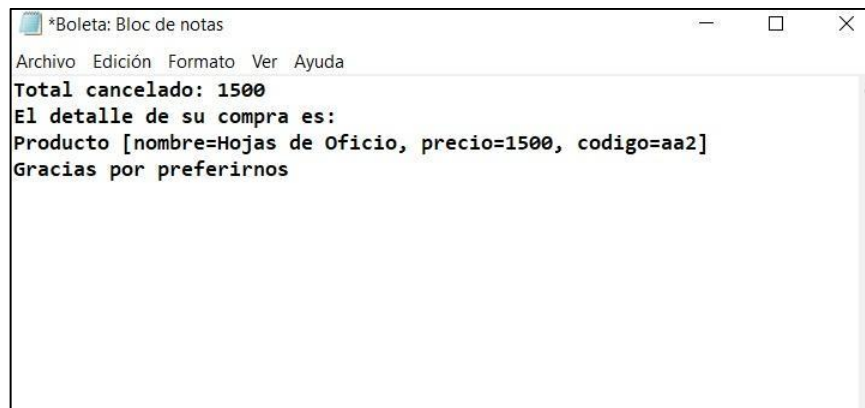 *Boleta: Bloc de notas
Archivo Edición Formato Ver Ayuda
Total cancelado: 1500
El detalle de su compra es:
Producto [nombre=Hojas de Oficio, precio=1500, codigo=aa2]
Gracias por preferirnos